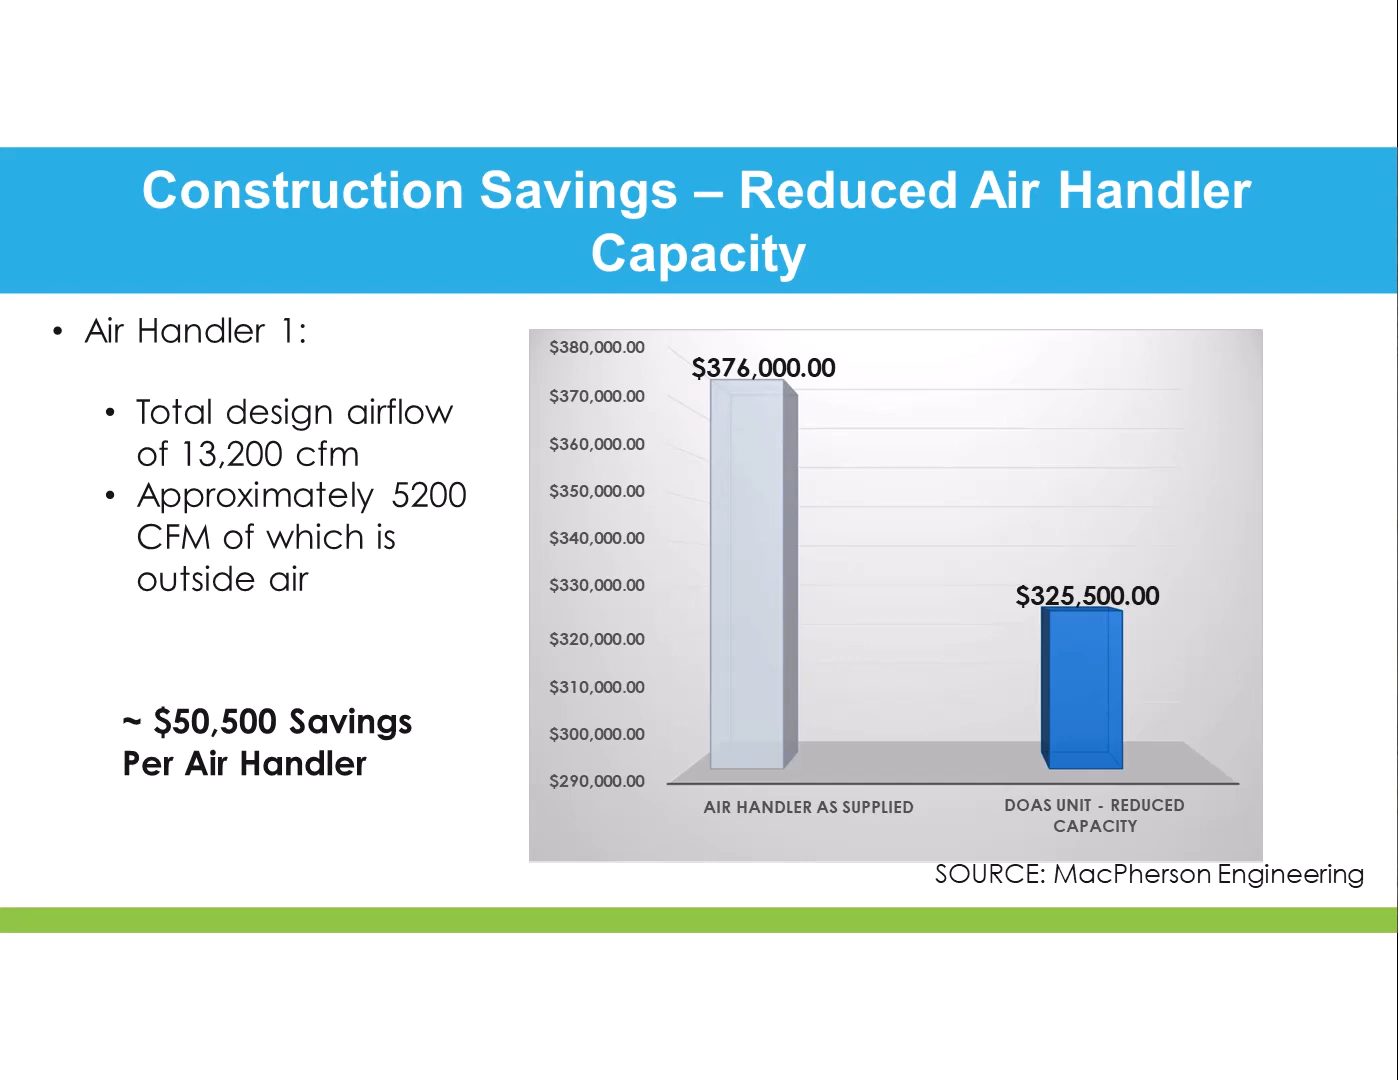 Construction Savings – Reduced Air Handler
Capacity
• Air Handler 1:
• Total design airflow
of 13,200 cfm
• Approximately 5200
CFM of which is
outside air
~ $50,500 Savings
Per Air Handler
$380,000.00
$370,000.00
$360,000.00
$350,000.00
$340,000.00
$330,000.00
$320,000.00
$310,000.00
$300,000.00
$290,000.00
$376,000.00
$325,500.00
AIR HANDLER AS SUPPLIED
DOAS UNIT - REDUCED
CAPACITY
SOURCE: MacPherson Engineering